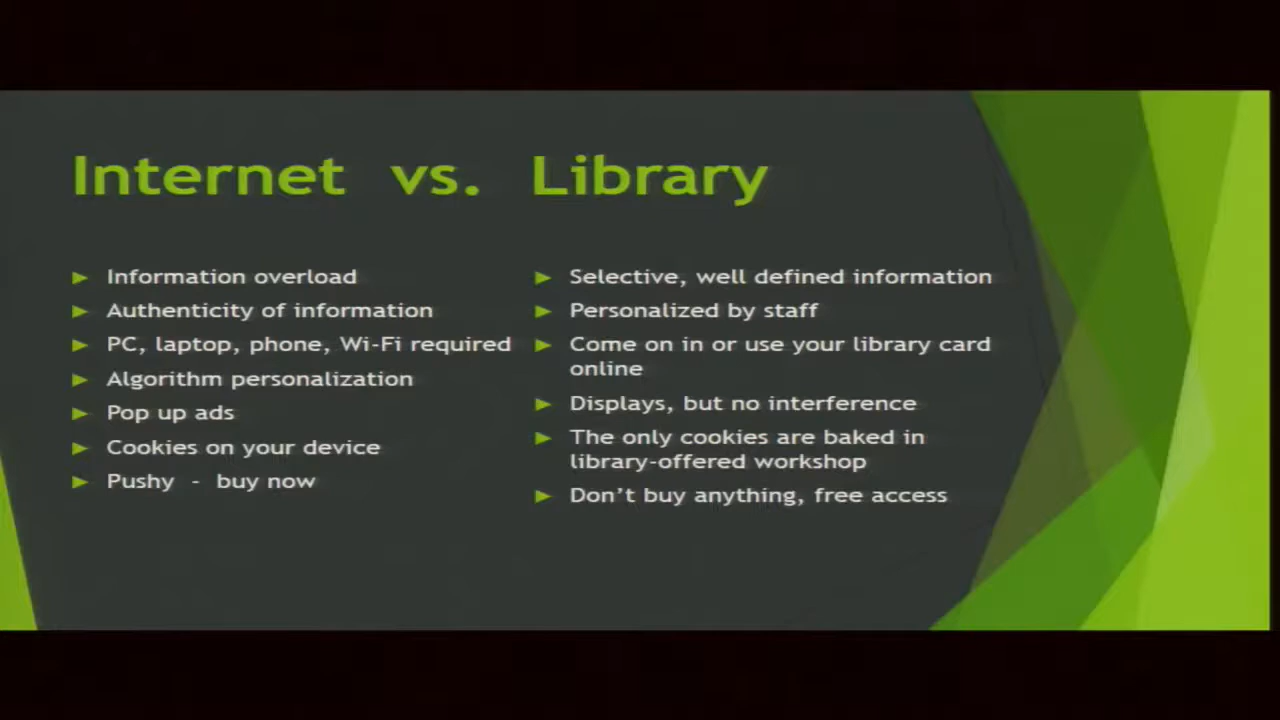 Internet vs. Library
Information overload
Authenticity of information
PC, laptop, phone, Wi-Fi required
Algorithm personalization
Pop up ads
Cookies on your device
Pushy - buy now
Selective, well defined information
Personalized by staff
Come on in or use your library card
online
Displays, but no interference
The only cookies are baked in
library-offered workshop
Don't buy anything, free access